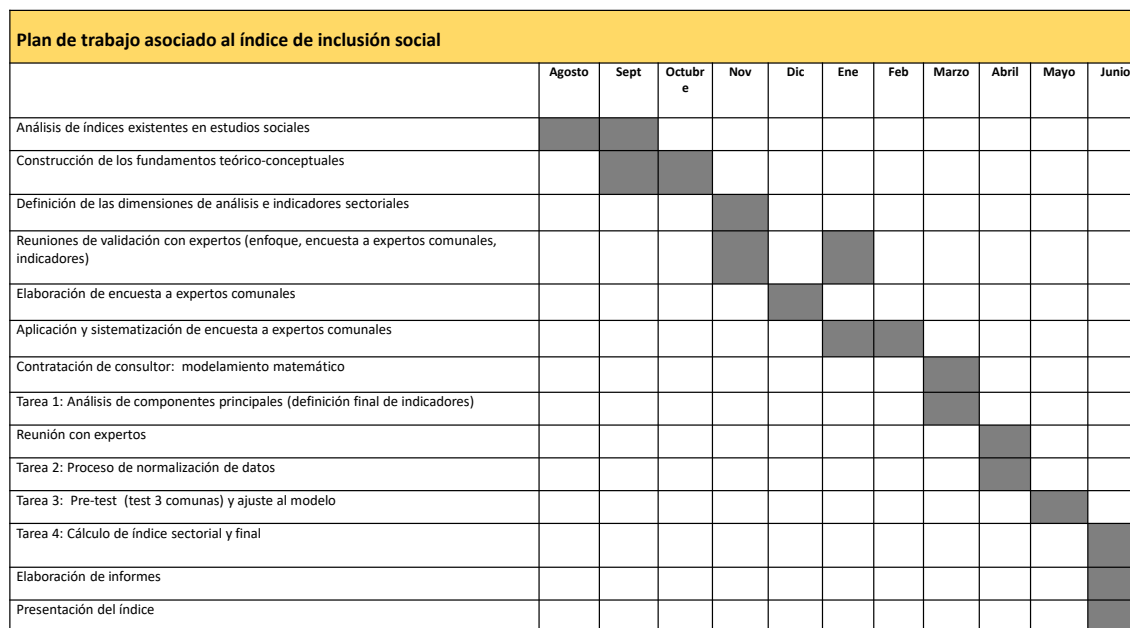 Plan de trabajo asociado al índice de inclusión social
Agosto Sept Octubr Nov Dic Ene Feb Marzo Abril Mayo Junio
e
Análisis de índices existentes en estudios sociales
Construcción de los fundamentos teórico-conceptuales
Definición de las dimensiones de análisis e indicadores sectoriales
Reuniones de validación con expertos (enfoque, encuesta a expertos comunales,
indicadores)
Elaboración de encuesta a expertos comunales
Aplicación y sistematización de encuesta a expertos comunales
Contratación de consultor: modelamiento matemático
Tarea 1: Análisis de componentes principales (definición final de indicadores)
Reunión con expertos
Tarea 2: Proceso de normalización de datos
Tarea 3: Pre-test (test 3 comunas) y ajuste al modelo
Tarea 4: Cálculo de índice sectorial y final
Elaboración de informes
Presentación del índice